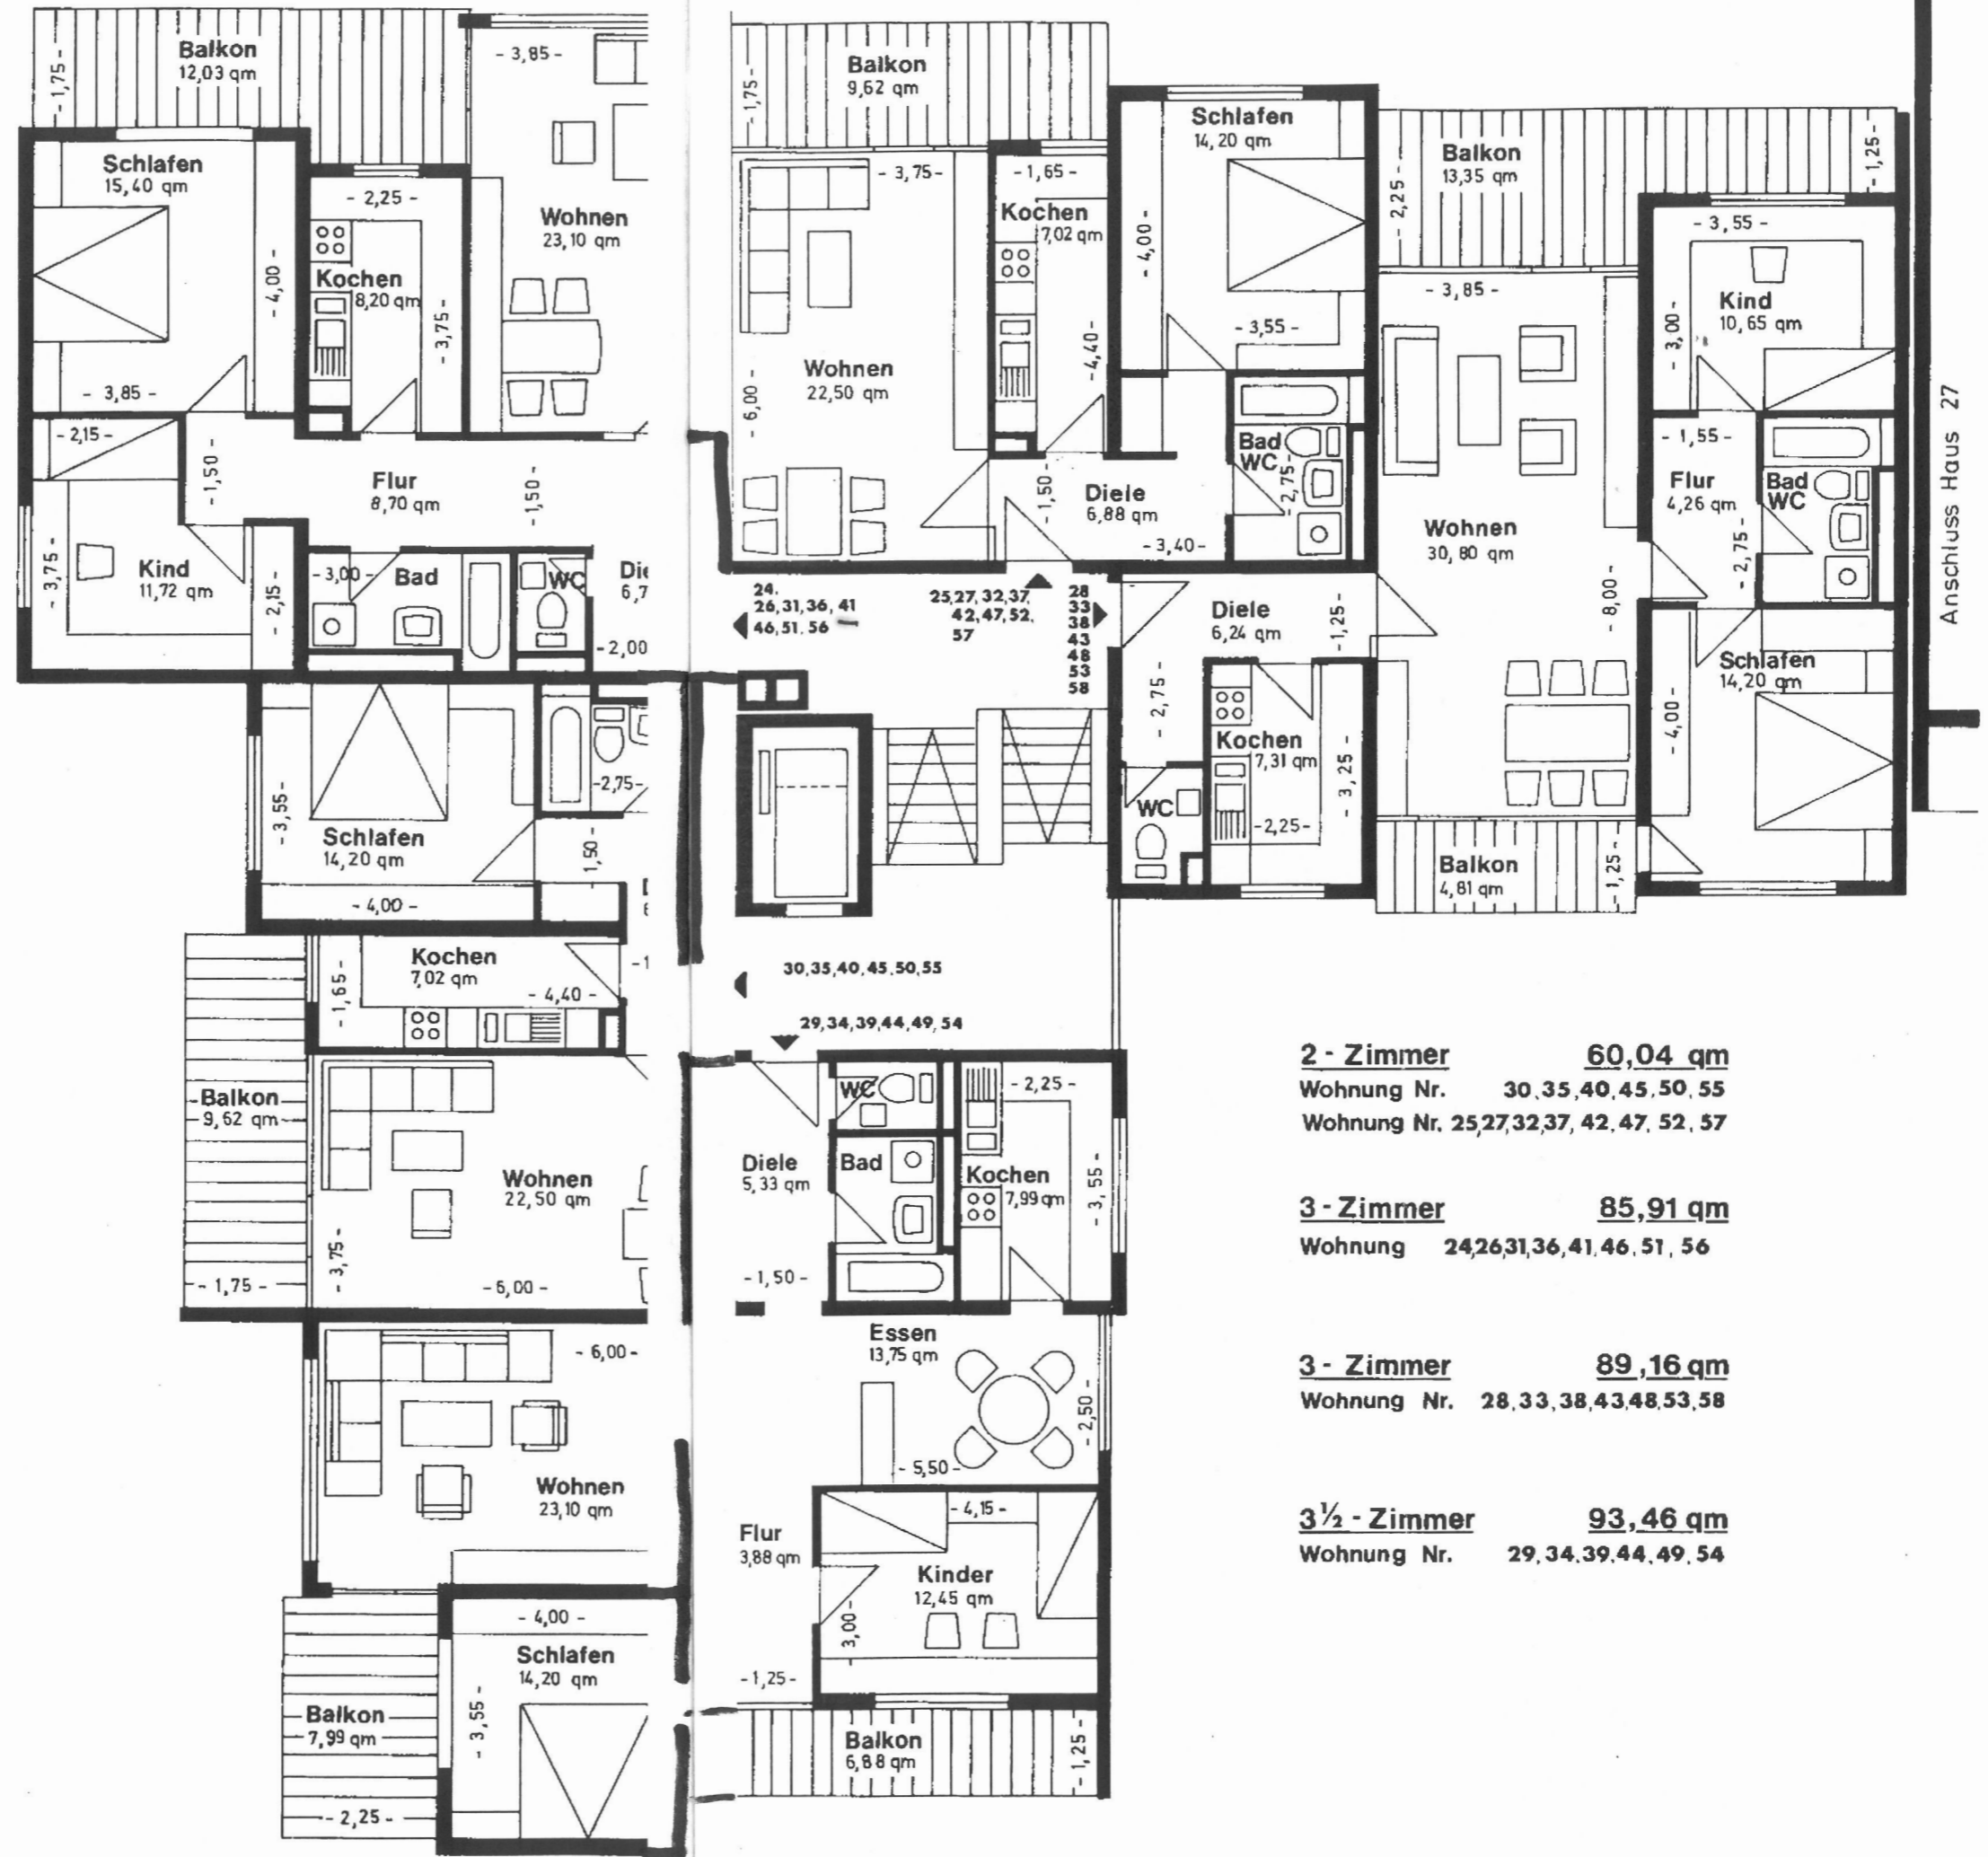 Balkon
12,03 qm
- 1,75 -
- 3,85 -
Schlafen
15,40 qm
- 4,00 -
- 3,85 -
- 2,25 -
Kochen
8,20 qm
- 3,75 -
Wohnen
23,10 qm
- 2,15 -
- 1,50 -
Flur
8,70 qm
- 1,50 -
- 3,75 -
Kind
11,72 qm
- 2,15 -
- 3,00 -
Bad
WC
6,7
- 2,00
Balkon
9,62 qm
- 1,75 -
- 3,75 -
Wohnen
22,50 qm
- 6,00 -
- 1,65 -
Kochen
7,02 qm
- 4,40 -
Schlafen
14,20 qm
- 4,00 -
- 3,55 -
Bad
WC
- 2,75 -
- 1,50 -
Diele
6,88 qm
- 3,40 -
Balkon
13,35 qm
- 2,25 -
- 1,25 -
- 3,85 -
Wohnen
30,80 qm
- 8,00 -
- 3,55 -
Kind
10,65 qm
- 3,00 -
- 1,55 -
Flur
4,26 qm
- 2,75 -
Bad
WC
Schlafen
14,20 qm
- 4,00 -
Anschluss Haus 27
24.
26,31,36, 41
46,51. 56
25,27,32,37,
42,47,52,
57
28
33
38
43
48
53
58
Diele
6,24 qm
- 1,25 -
- 2,75 -
Kochen
7,31 qm
- 3,25 -
- 2,25 -
WC
Balkon
4,81 qm
- 1,25 -
- 3,55 -
Schlafen
14,20 qm
- 4,00 -
- 2,75 -
1,50 -
Kochen
7,02 qm
- 1,65 -
- 4,40 -
- 1
30,35,40,45,50,55
29,34,39,44,49,54
Balkon
9,62 qm
- 1,75 -
Wohnen
22,50 qm
- 3,75 -
- 6,00 -
WC
Diele
5,33 qm
- 1,50 -
Bad
- 2,25 -
Kochen
7,99 qm
- 3,55 -
- 6,00 -
Wohnen
23,10 qm
Essen
13,75 qm
- 2,50 -
- 5,50 -
Flur
3,88 qm
- 1,25 -
- 4,15 -
Kinder
12,45 qm
- 3,00 -
- 4,00 -
Schlafen
14,20 qm
- 3,55 -
Balkon
7,99 qm
- 2,25 -
Balkon
6,88 qm
- 1,25 -
2 - Zimmer 60,04 qm
Wohnung Nr. 30,35,40,45,50,55
Wohnung Nr. 25,27,32,37, 42,47, 52, 57
3 - Zimmer 85,91 qm
Wohnung 24,26,31,36,41,46,51, 56
3 - Zimmer 89,16 qm
Wohnung Nr. 28,33,38,43,48,53,58
3½ - Zimmer 93,46 qm
Wohnung Nr. 29,34,39,44,49,54